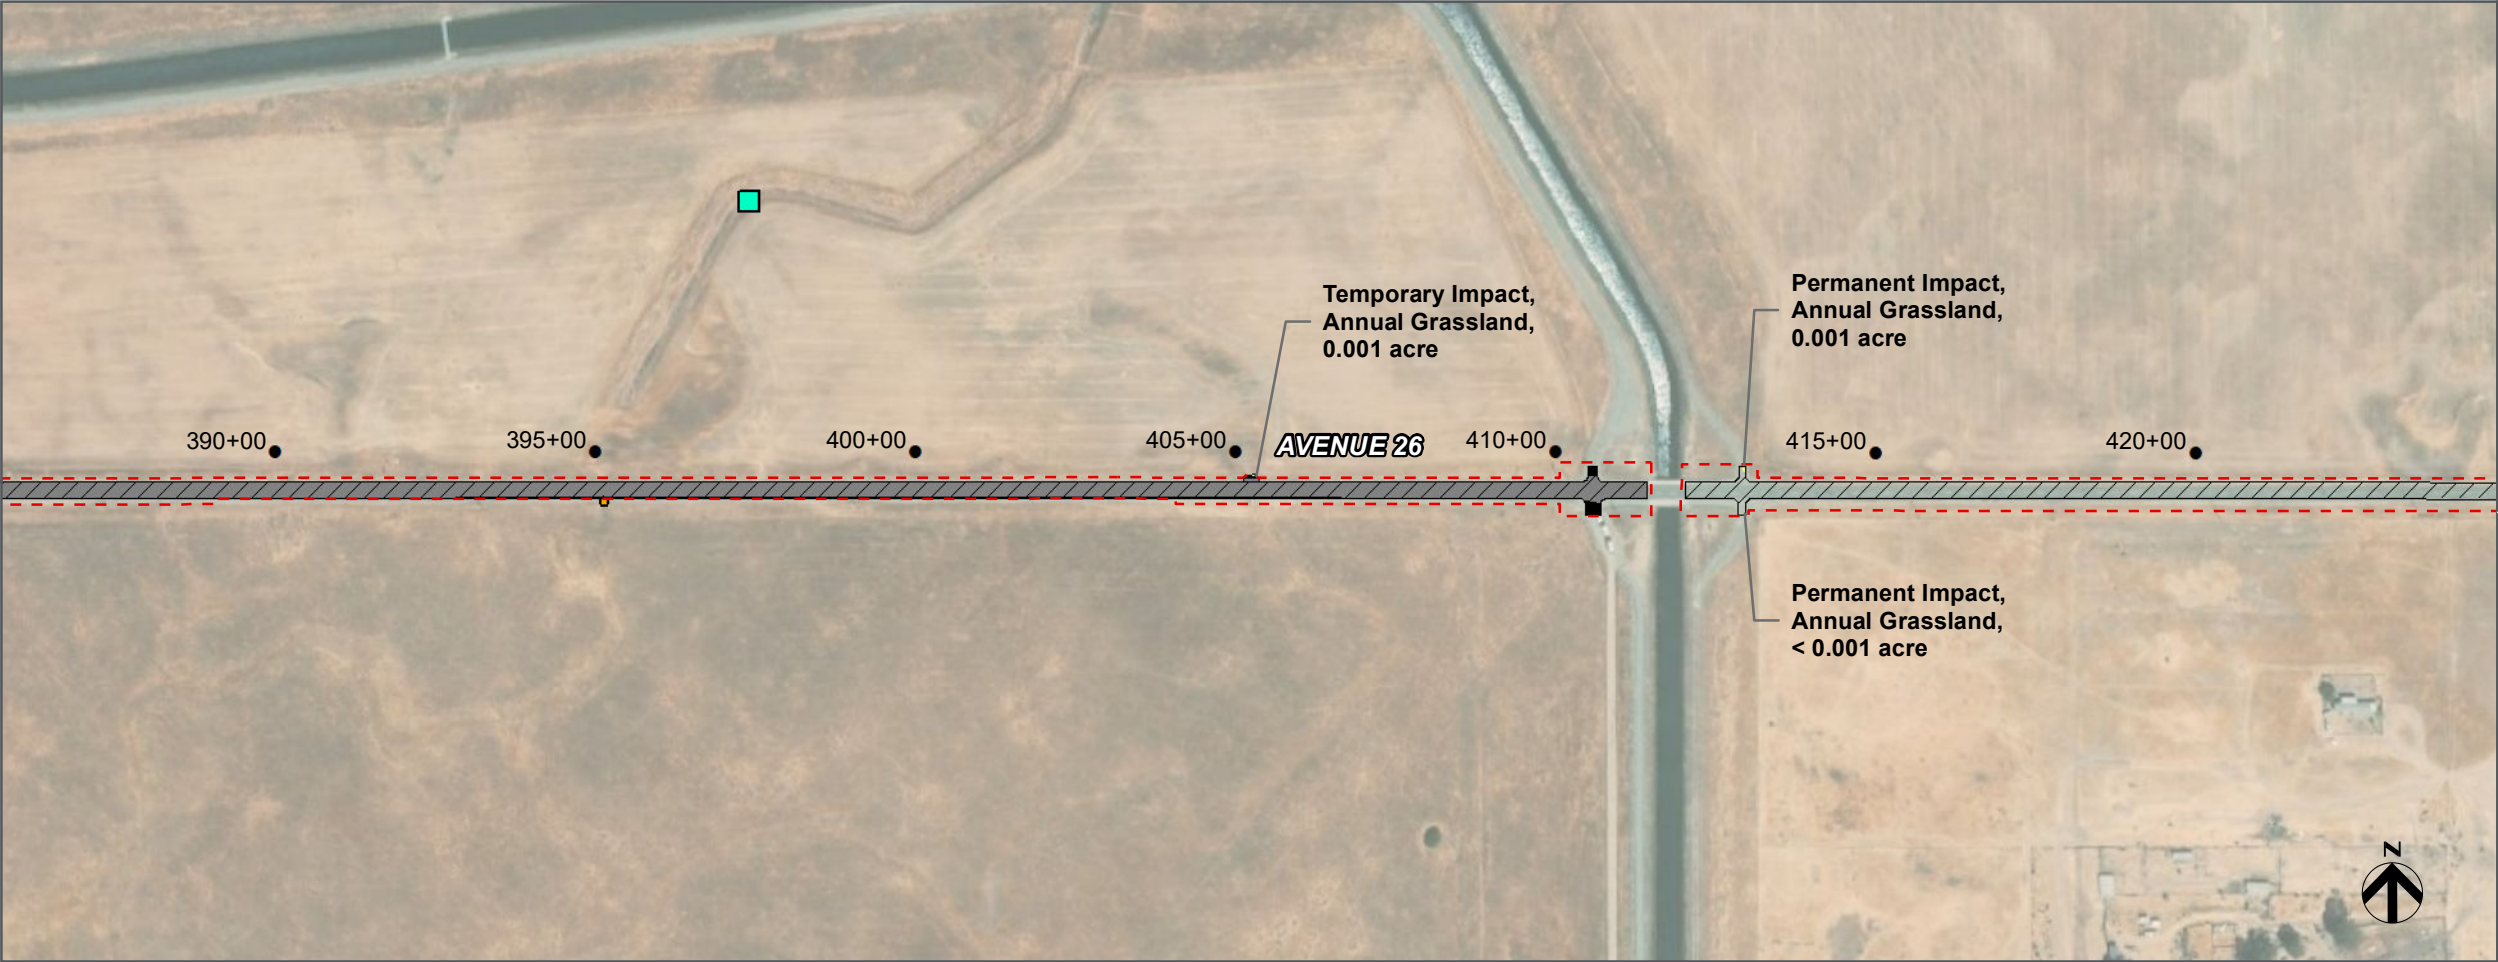 Temporary Impact,
Annual Grassland,
0.001 acre
Permanent Impact,
Annual Grassland,
0.001 acre
390+00
395+00
400+00
405+00
AVENUE 26
410+00
415+00
420+00
Permanent Impact,
Annual Grassland,
< 0.001 acre
N